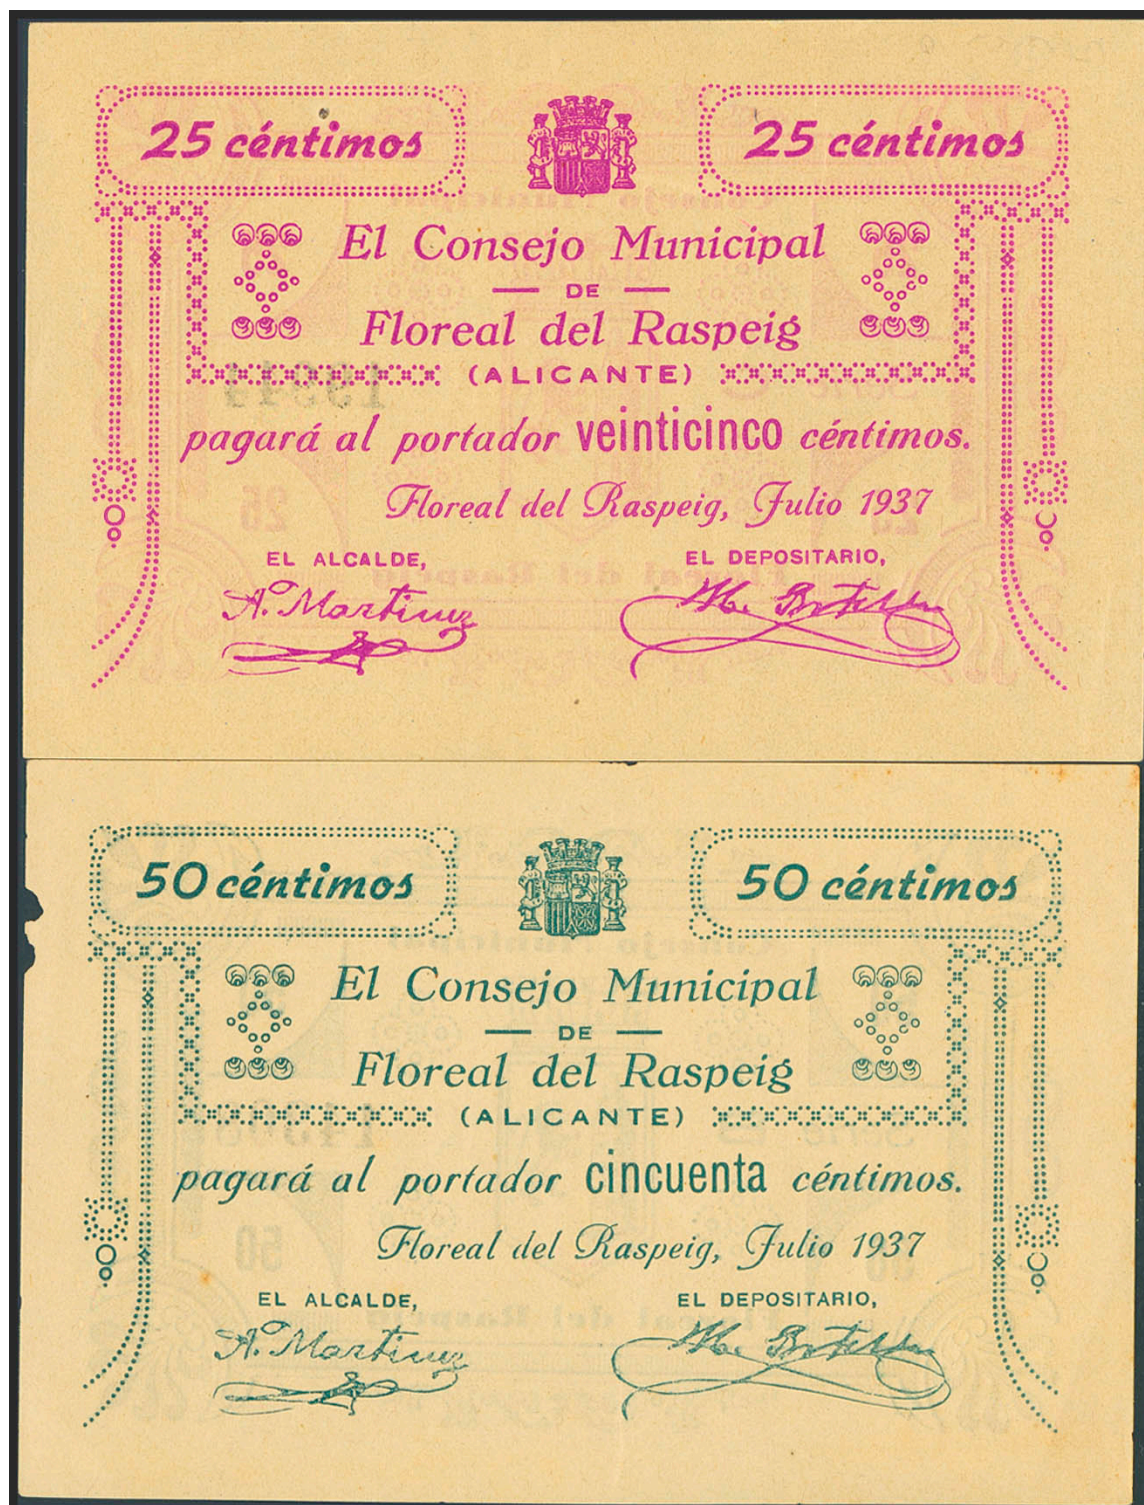 25 céntimos 25 céntimos
El Consejo Municipal
DE
Floreal del Raspeig
(ALICANTE)
pagará al portador veinticinco céntimos.
Floreal del Raspeig, Julio 1937
EL ALCALDE, EL DEPOSITARIO,
A. Martinez
50 céntimos 50 céntimos
El Consejo Municipal
DE
Floreal del Raspeig
(ALICANTE)
pagará al portador cincuenta céntimos.
Floreal del Raspeig, Julio 1937
EL ALCALDE, EL DEPOSITARIO,
A. Martinez